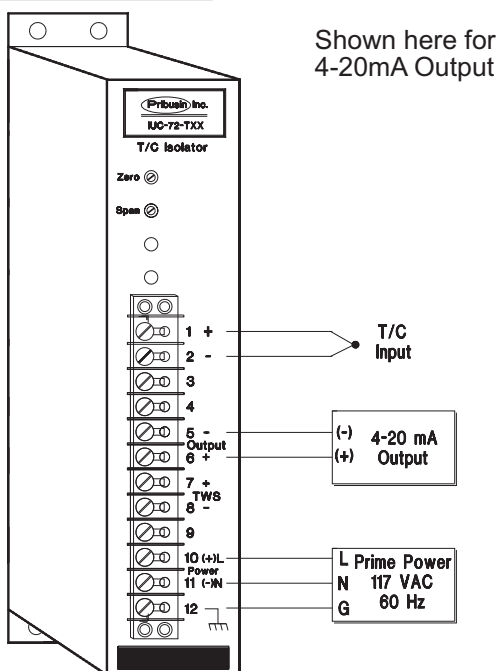 Shown here for
4-20mA Output
Pribusin Inc.
IUC-72-TXX
T/C Isolator
Zero
Span
1 +
2 -
3
4
5 -
Output
6 +
7 +
TWS
8 -
9
10 (+)L
Power
11 (-)N
12
T/C
Input
(-) 4-20 mA
(+) Output
L Prime Power
N 117 VAC
G 60 Hz